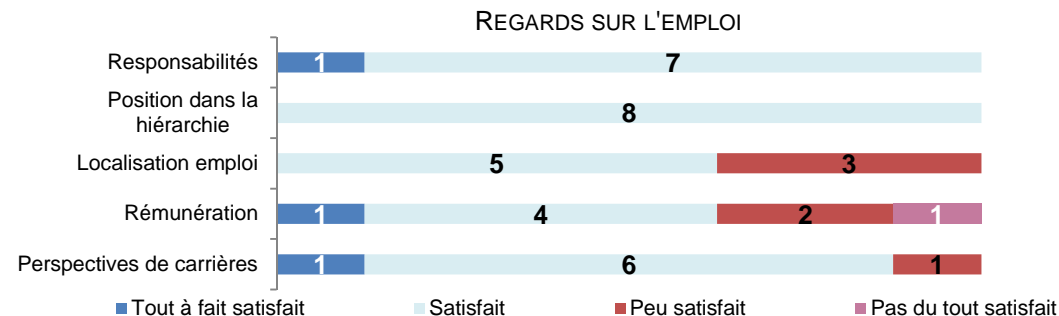 REGARDS SUR L'EMPLOI
Responsabilités
1 7
Position dans la
hiérarchie
8
Localisation emploi
5 3
Rémunération
1 4 2 1
Perspectives de carrières
1 6 1
Tout à fait satisfait Satisfait Peu satisfait Pas du tout satisfait